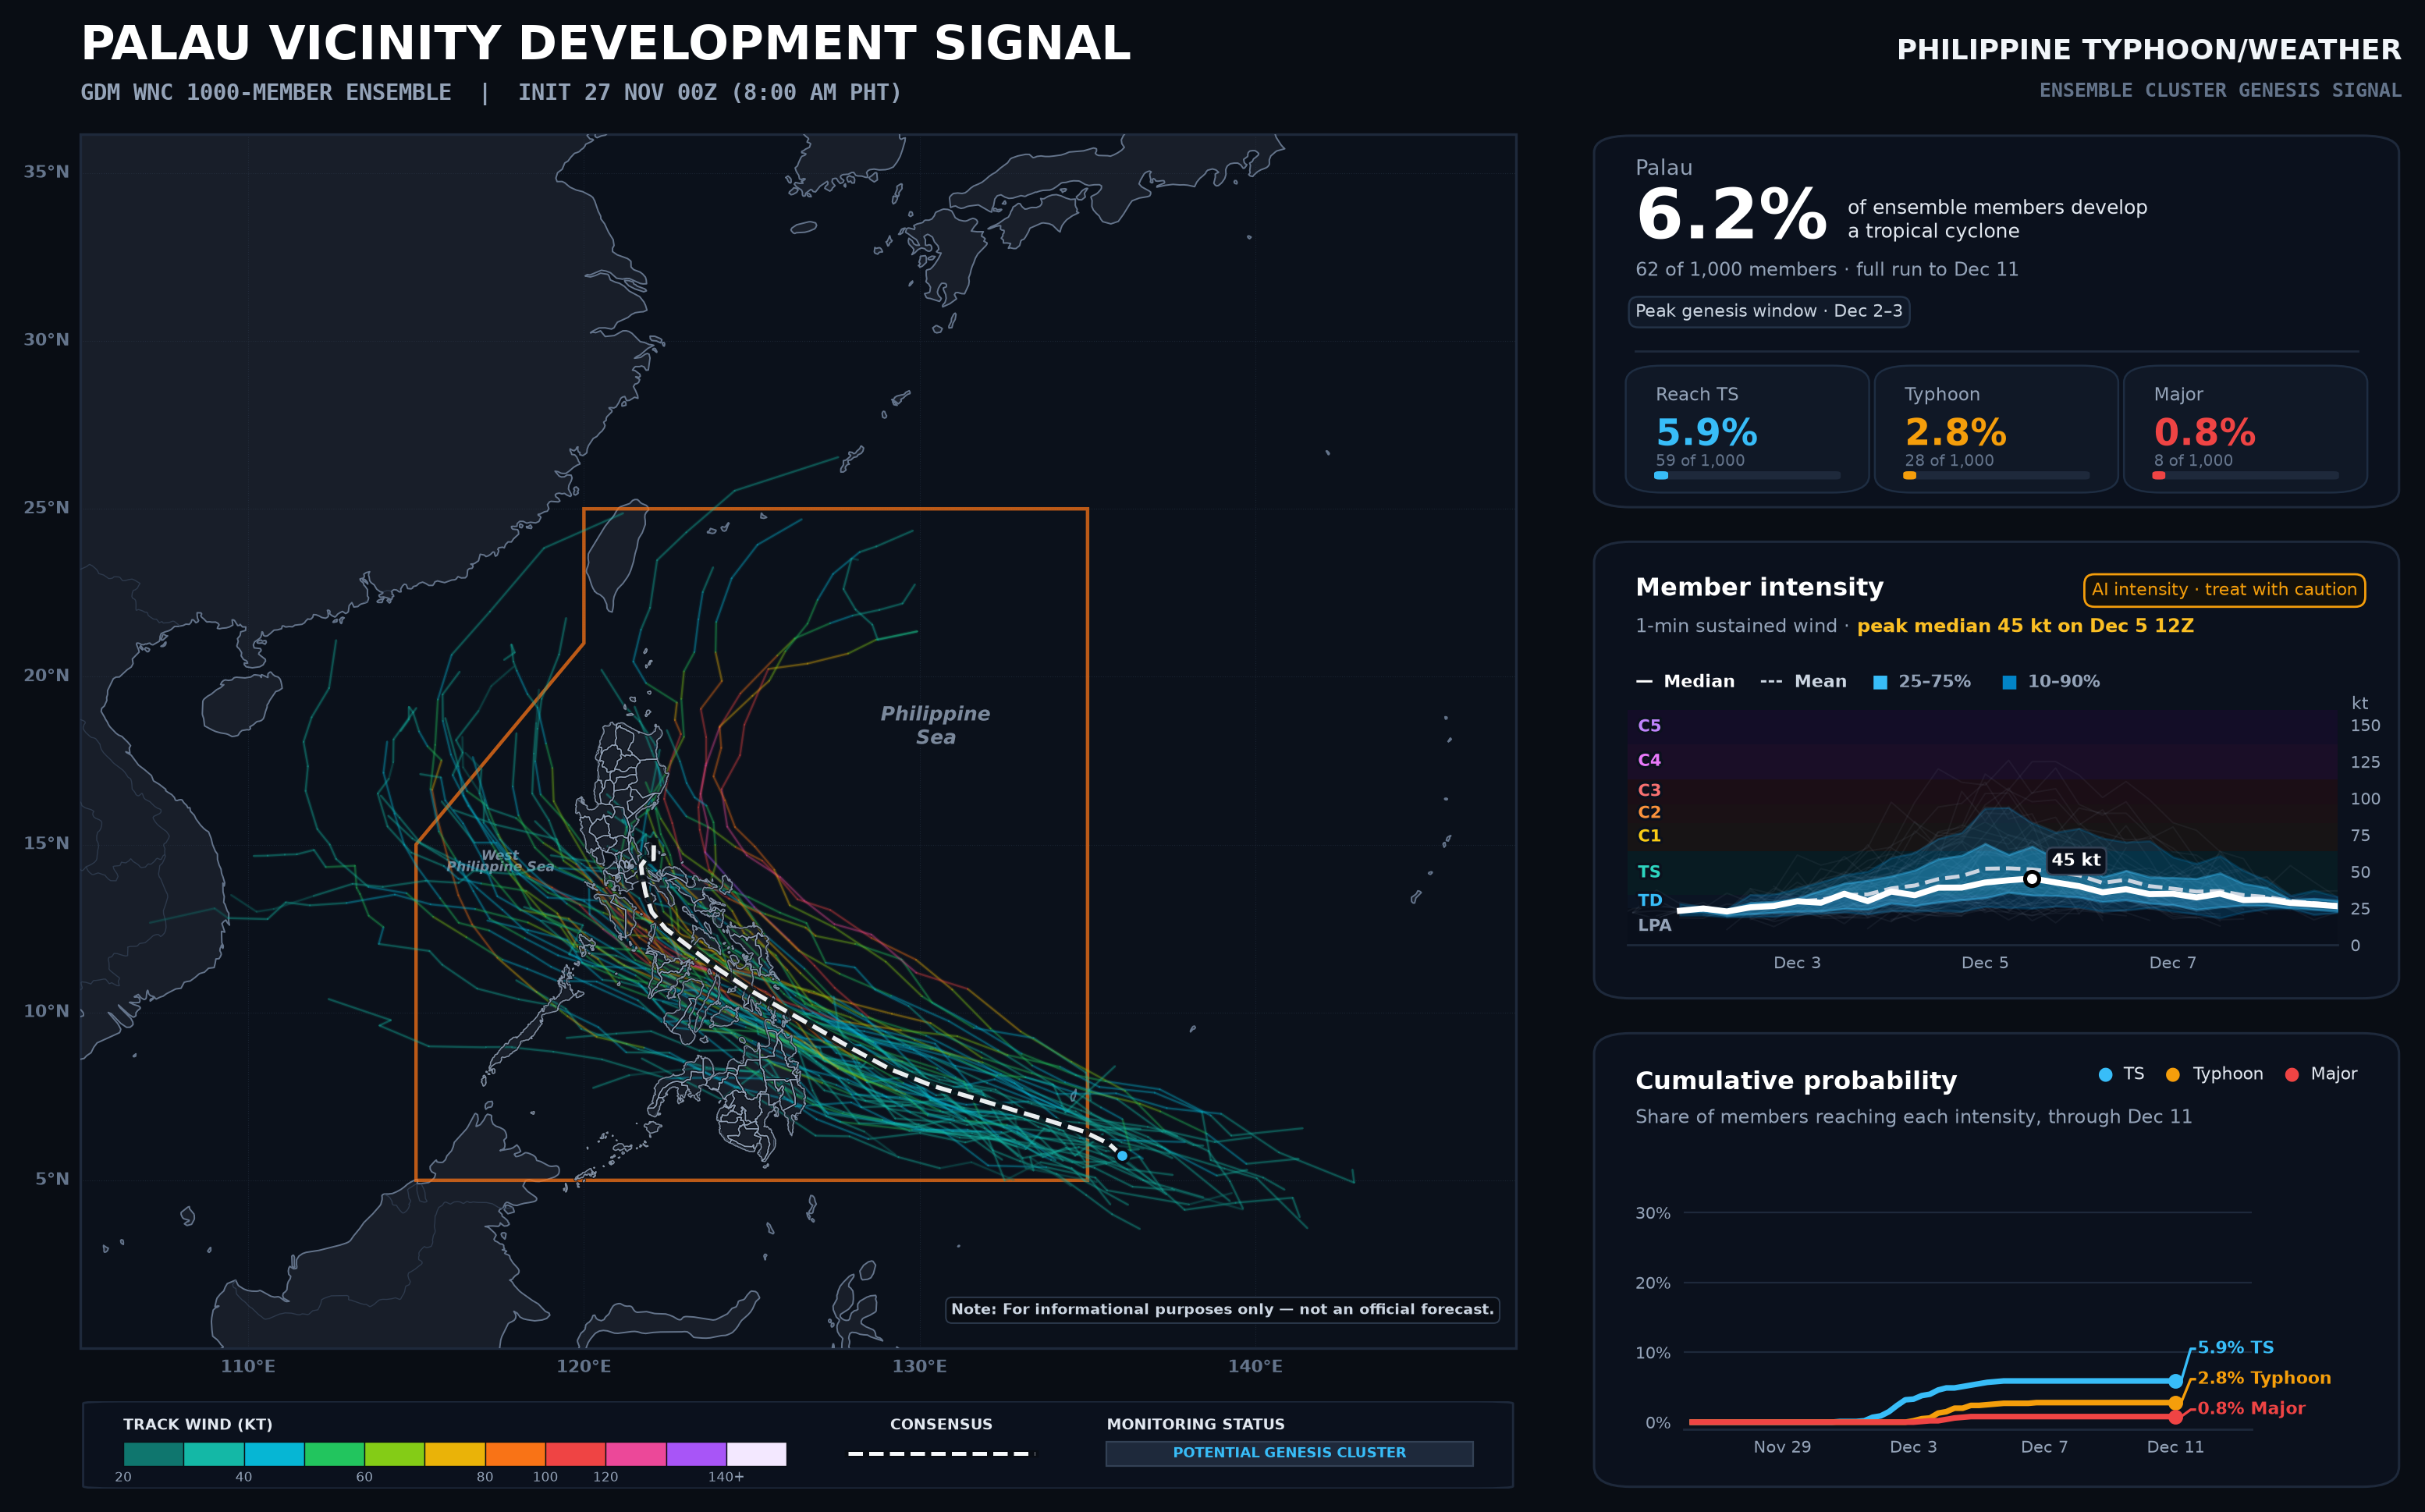 PALAU VICINITY DEVELOPMENT SIGNAL
GDM WNC 1000-MEMBER ENSEMBLE | INIT 27 NOV 00Z (8:00 AM PHT)
PHILIPPINE TYPHOON/WEATHER
ENSEMBLE CLUSTER GENESIS SIGNAL
35°N
30°N
25°N
20°N
15°N
10°N
5°N
110°E
120°E
130°E
140°E
Philippine
Sea
West
Philippine Sea
Note: For informational purposes only — not an official forecast.
TRACK WIND (KT)
20
40
60
80
100
120
140+
CONSENSUS
MONITORING STATUS
POTENTIAL GENESIS CLUSTER
Palau
6.2%
of ensemble members develop
a tropical cyclone
62 of 1,000 members · full run to Dec 11
Peak genesis window · Dec 2–3
Reach TS
5.9%
59 of 1,000
Typhoon
2.8%
28 of 1,000
Major
0.8%
8 of 1,000
Member intensity
AI intensity · treat with caution
1-min sustained wind · peak median 45 kt on Dec 5 12Z
Median
Mean
25–75%
10–90%
kt
C5
C4
C3
C2
C1
TS
TD
LPA
150
125
100
75
50
25
0
45 kt
Dec 3
Dec 5
Dec 7
Cumulative probability
TS
Typhoon
Major
Share of members reaching each intensity, through Dec 11
30%
20%
10%
0%
5.9% TS
2.8% Typhoon
0.8% Major
Nov 29
Dec 3
Dec 7
Dec 11